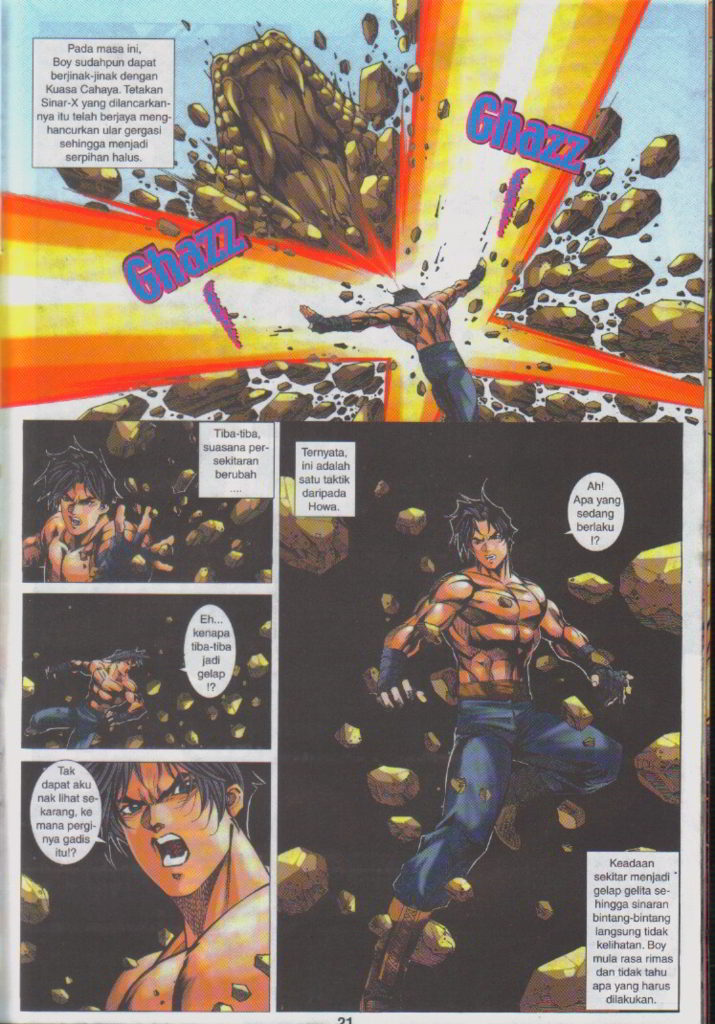 Pada masa ini,
Boy sudahpun dapat
berjinak-jinak dengan
Kuasa Cahaya. Tetakan
Sinar-X yang dilancarkan-
nya itu telah berjaya meng-
hancurkan ular gergasi
sehingga menjadi
serpihan halus.
Ghazz
Ghazz
Tiba-tiba,
suasana per-
sekitaran
berubah
....
Eh...
kenapa
tiba-tiba
jadi
gelap
!?
Tak
dapat aku
nak lihat se-
karang, ke
mana pergi-
nya gadis
itu!?
Ternyata,
ini adalah
satu taktik
daripada
Howa.
Ah!
Apa yang
sedang
berlaku
!?
Keadaan
sekitar menjadi
gelap gelita se-
hingga sinaran
bintang-bintang
langsung tidak
kelihatan. Boy
mula rasa rimas
dan tidak tahu
apa yang harus
dilakukan.
21